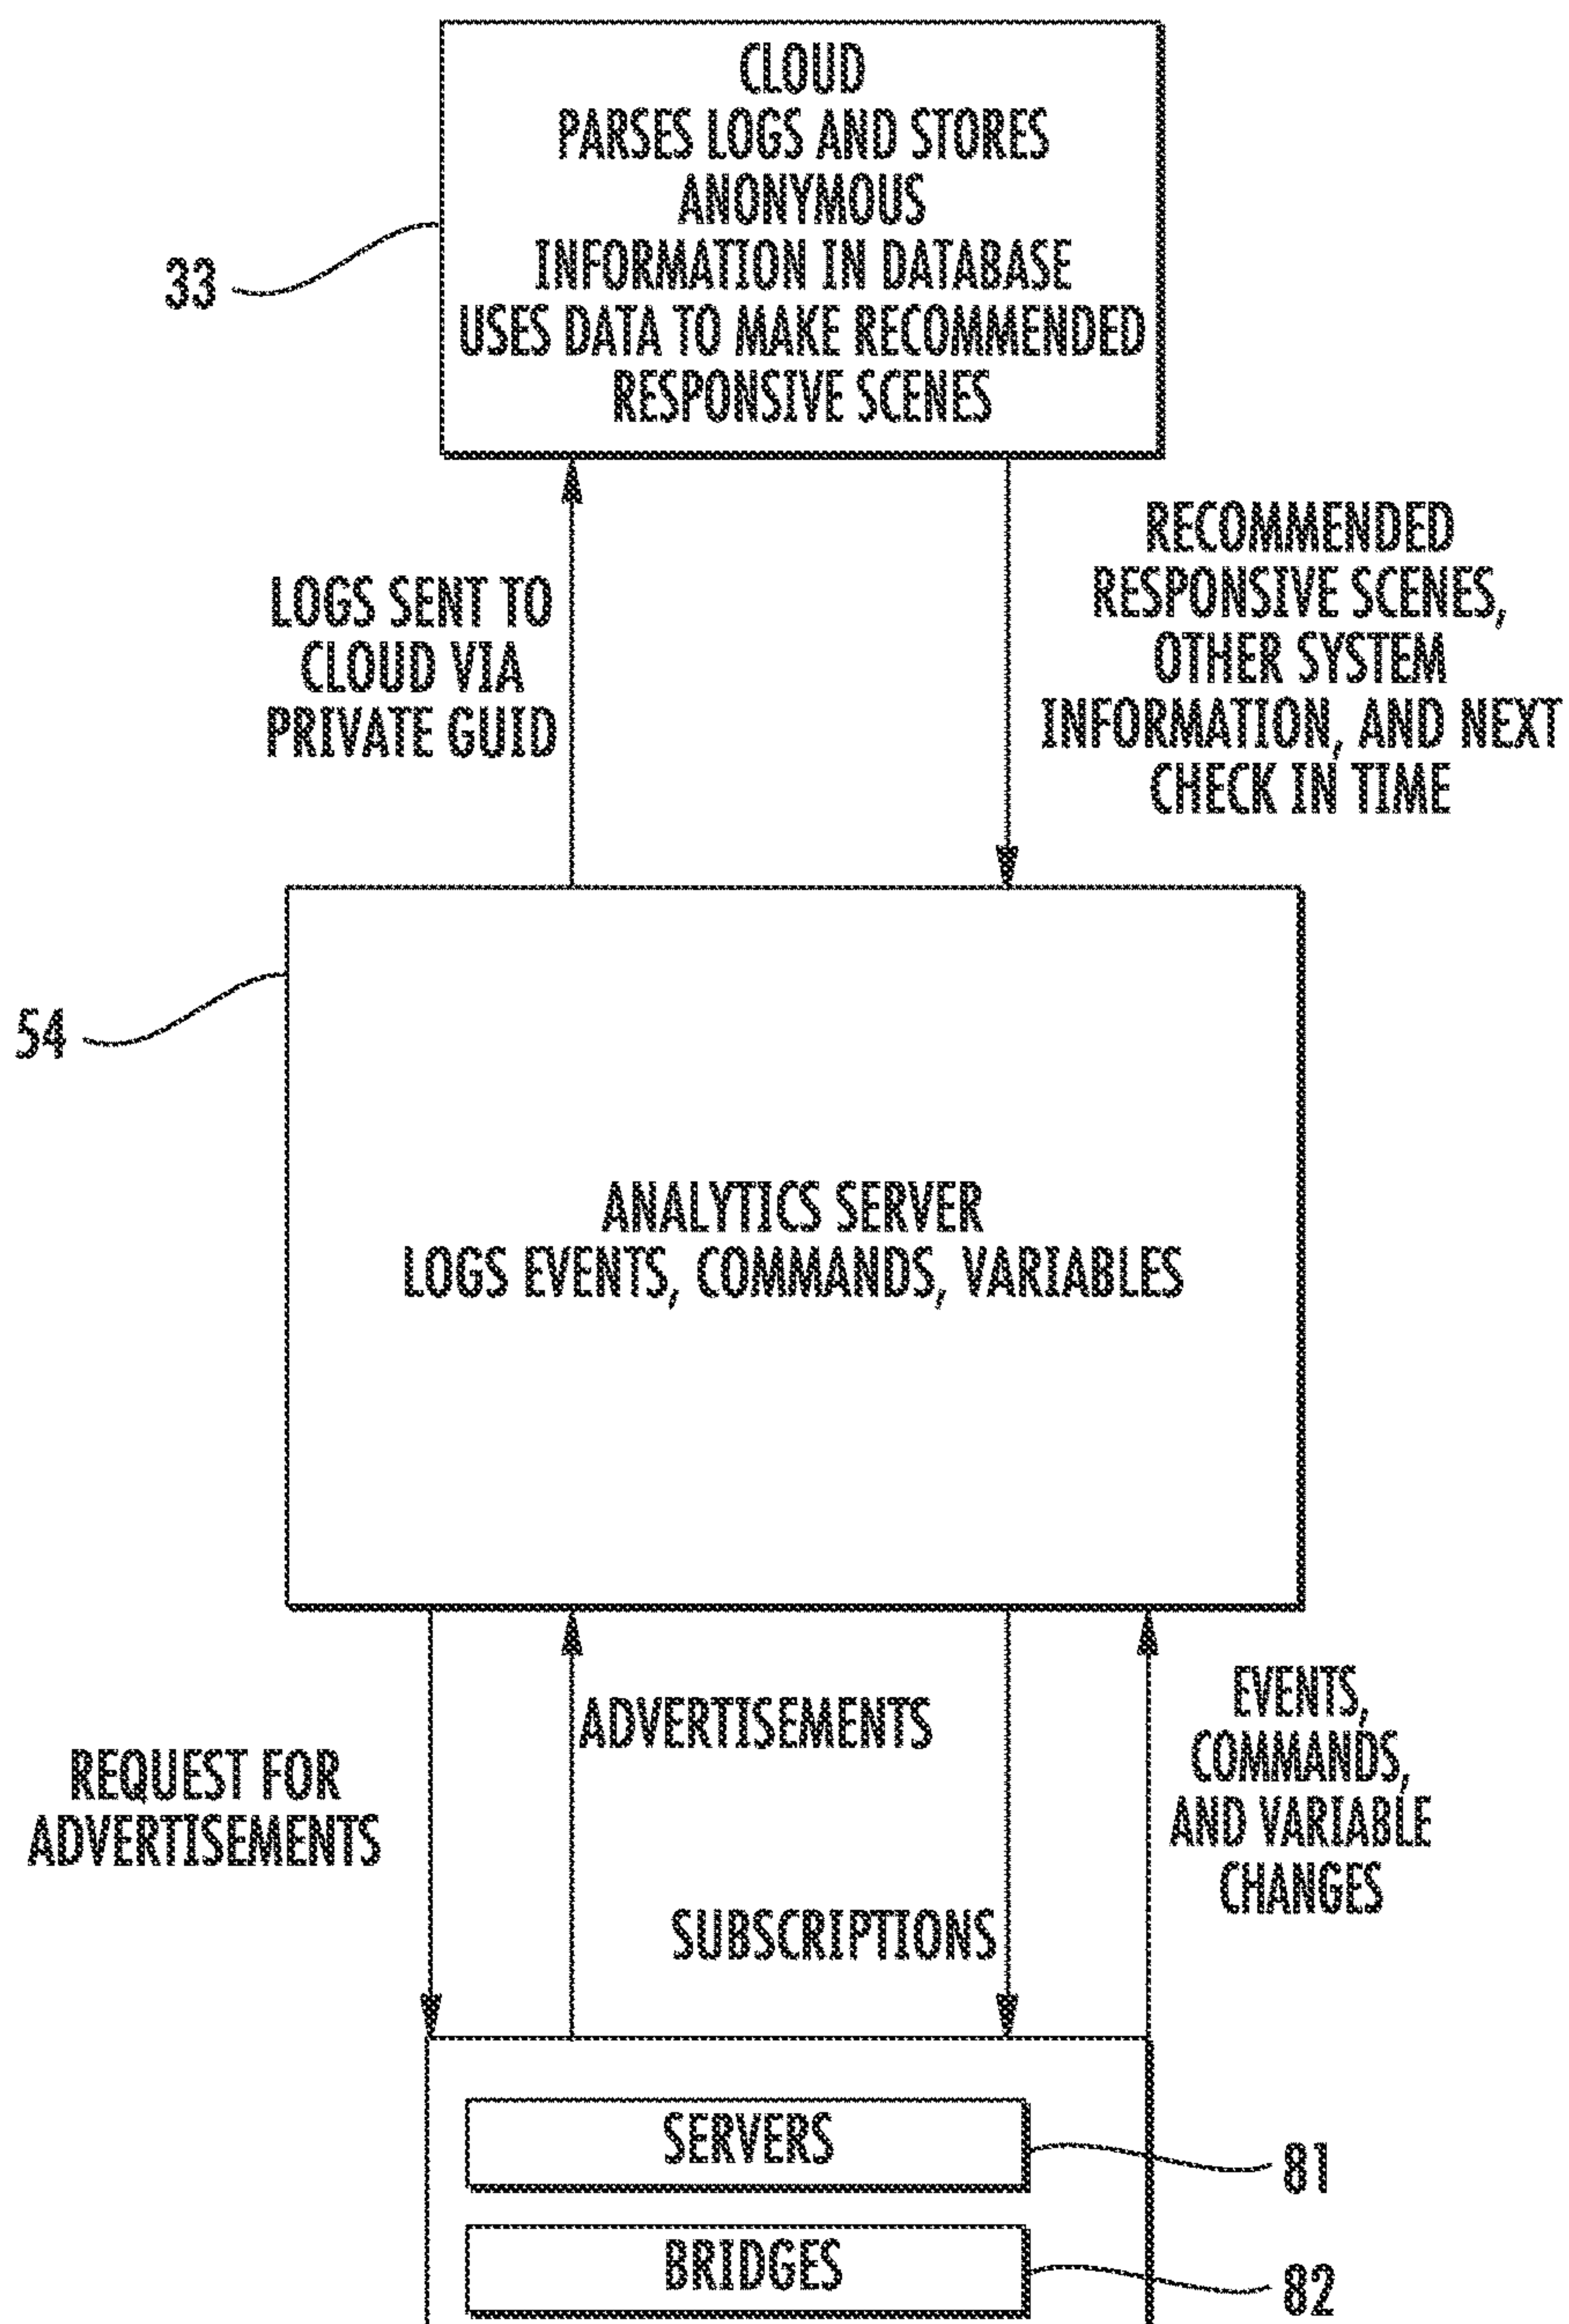 CLOUD
PARSES LOGS AND STORES
ANONYMOUS
INFORMATION IN DATABASE
USES DATA TO MAKE RECOMMENDED
RESPONSIVE SCENES
33
LOGS SENT TO
CLOUD VIA
PRIVATE GUID
RECOMMENDED
RESPONSIVE SCENES,
OTHER SYSTEM
INFORMATION, AND NEXT
CHECK IN TIME
54
ANALYTICS SERVER
LOGS EVENTS, COMMANDS, VARIABLES
REQUEST FOR
ADVERTISEMENTS
ADVERTISEMENTS
SUBSCRIPTIONS
EVENTS,
COMMANDS,
AND VARIABLE
CHANGES
SERVERS
81
BRIDGES
82